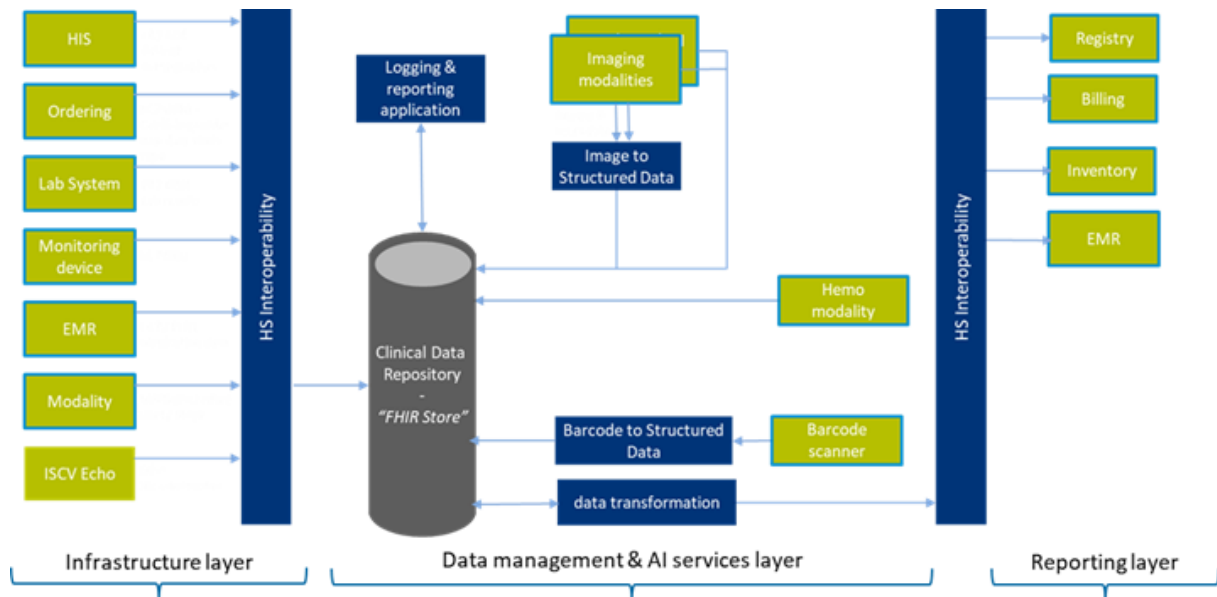 HIS
Ordering
Lab System
Monitoring
device
EMR
Modality
ISCV Echo
HS Interoperability
Logging &
reporting
application
Imaging
modalities
Image to
Structured Data
Hemo
modality
Clinical Data
Repository
-
"FHIR Store"
Barcode to Structured
Data
Barcode
scanner
data transformation
HS Interoperability
Registry
Billing
Inventory
EMR
Infrastructure layer
Data management & AI services layer
Reporting layer